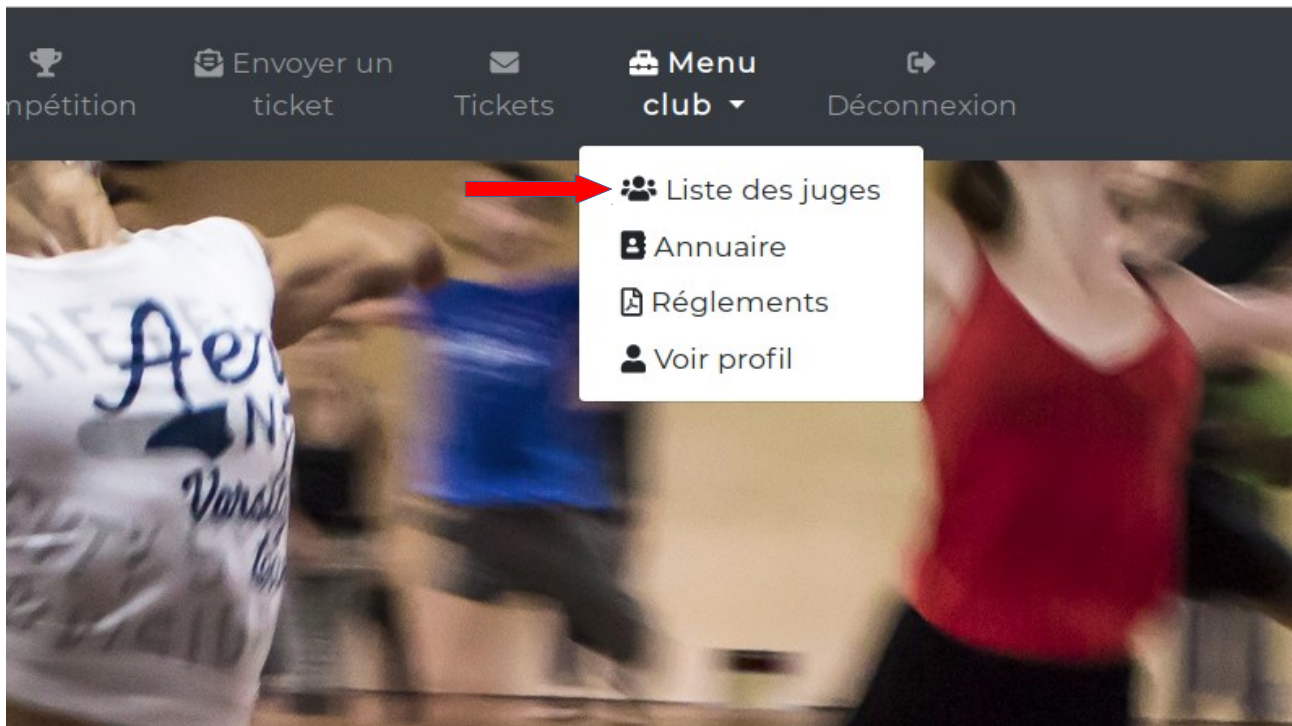 mpétition
Envoyer un
ticket
Tickets
Menu
club
Déconnexion
Liste des juges
Annuaire
Réglements
Voir profil